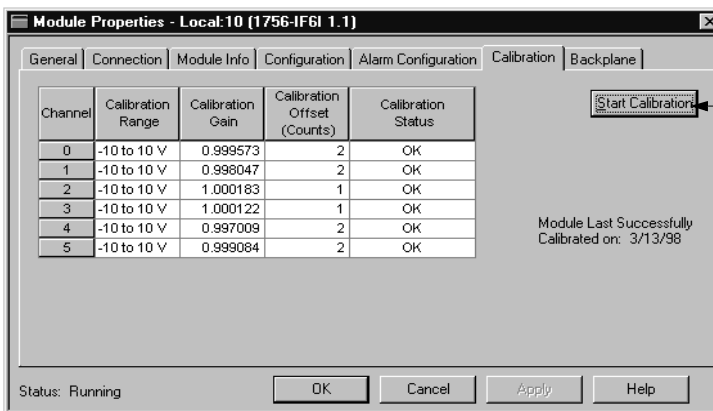 Module Properties - Local:10 (1756-IF6I 1.1)
General Connection Module Info Configuration Alarm Configuration Calibration Backplane
Channel Calibration Range Calibration Gain Calibration Offset (Counts) Calibration Status
0 -10 to 10 V 0.999573 2 OK
1 -10 to 10 V 0.998047 2 OK
2 -10 to 10 V 1.000183 1 OK
3 -10 to 10 V 1.000122 1 OK
4 -10 to 10 V 0.997009 2 OK
5 -10 to 10 V 0.999084 2 OK
Start Calibration
Module Last Successfully
Calibrated on: 3/13/98
Status: Running
OK Cancel Apply Help